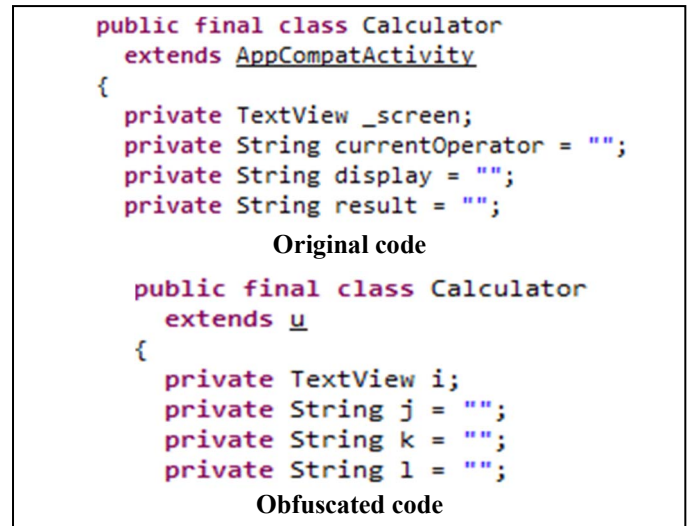 public final class Calculator
extends AppCompatActivity
{
private TextView _screen;
private String currentOperator = "";
private String display = "";
private String result = "";
Original code
public final class Calculator
extends u
{
private TextView i;
private String j = "";
private String k = "";
private String l = "";
Obfuscated code